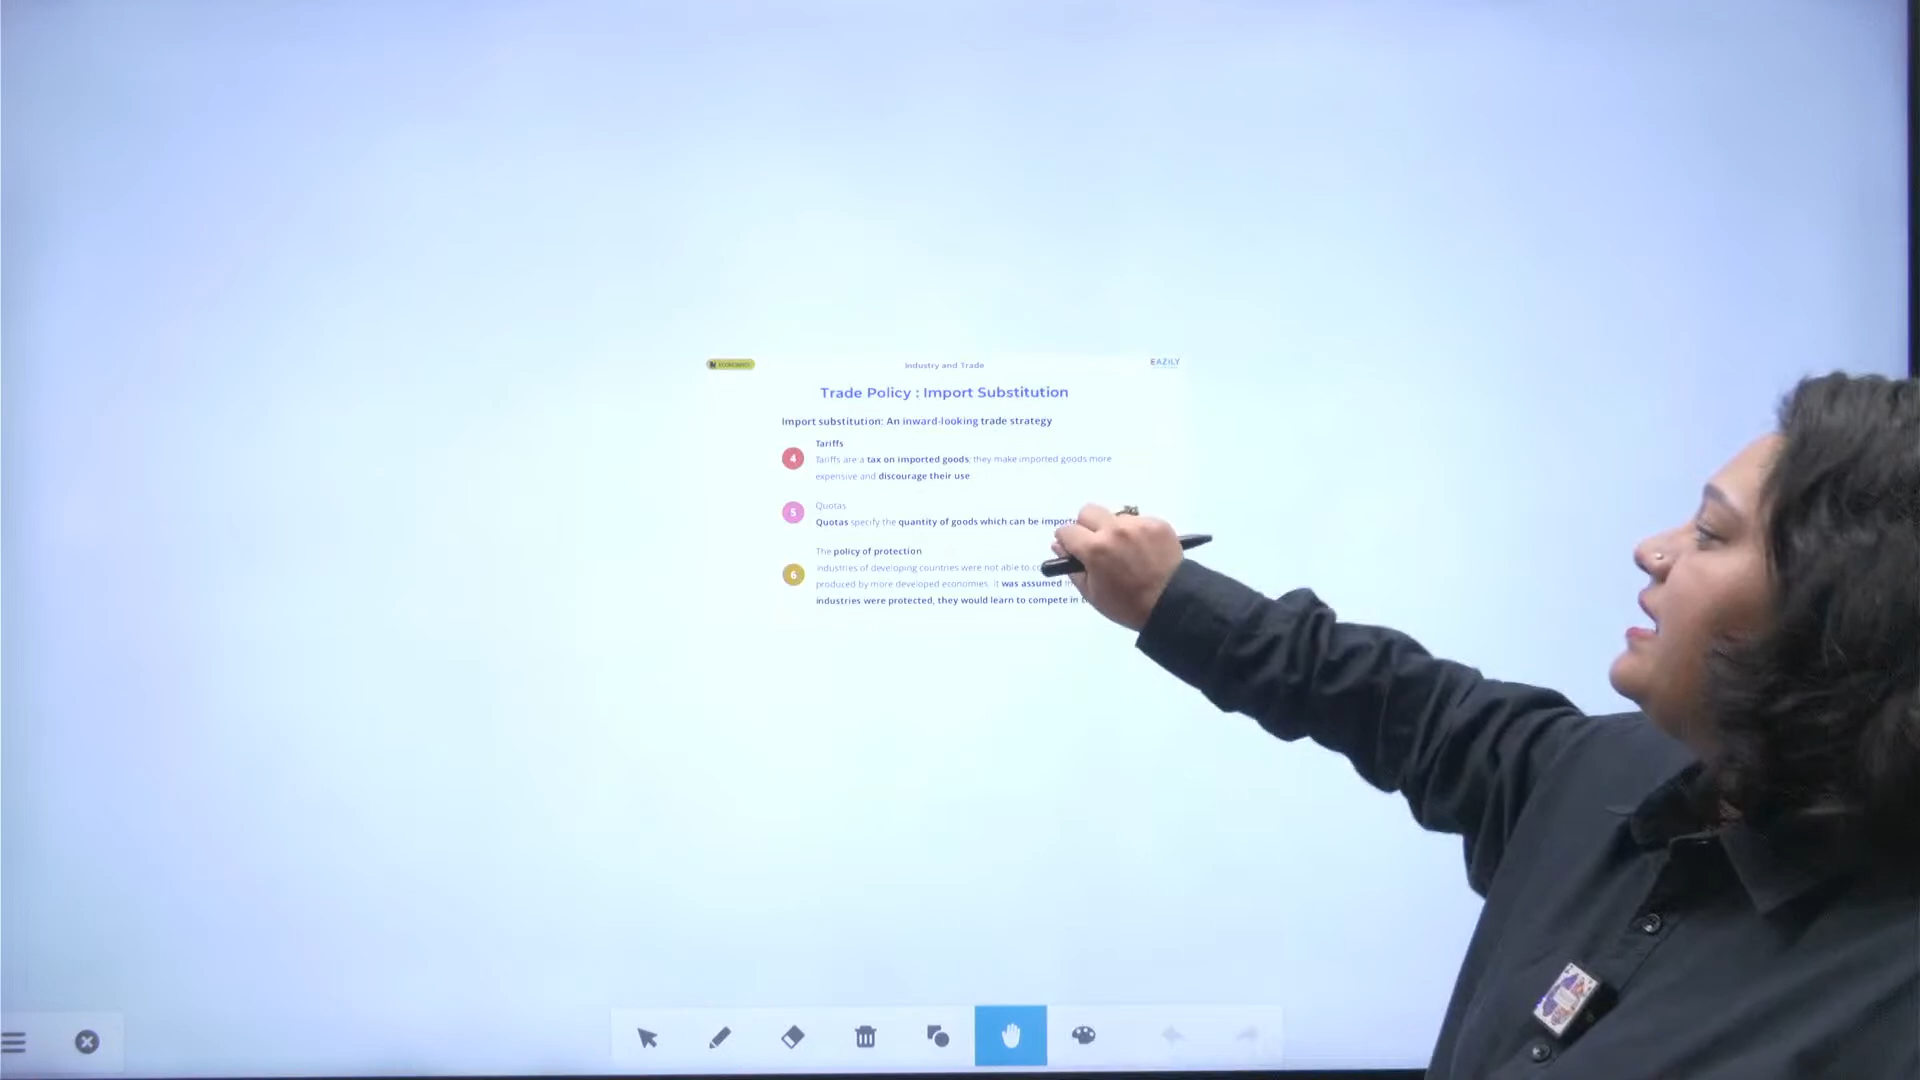 ECONOMICS
Industry and Trade
EAZILY
Trade Policy : Import Substitution
Import substitution: An inward-looking trade strategy
4
Tariffs
Tariffs are a tax on imported goods; they make imported goods more
expensive and discourage their use
5
Quotas
Quotas specify the quantity of goods which can be
6
The policy of protection
industries of developing countries were not able to
produced by more developed economies. It was assumed
industries were protected, they would learn to compete in